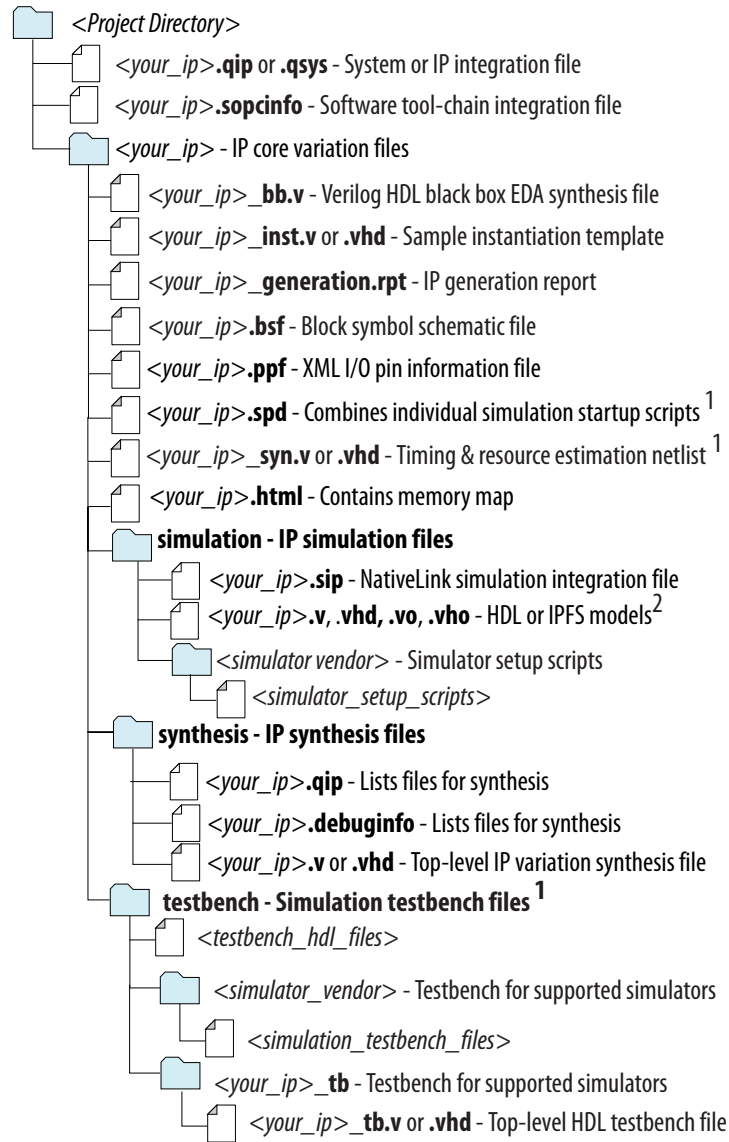 <Project Directory>
<your_ip>.qip or .qsys - System or IP integration file
<your_ip>.sopcinfo - Software tool-chain integration file
<your_ip> - IP core variation files
<your_ip>_bb.v - Verilog HDL black box EDA synthesis file
<your_ip>_inst.v or .vhd - Sample instantiation template
<your_ip>_generation.rpt - IP generation report
<your_ip>.bsf - Block symbol schematic file
<your_ip>.ppf - XML I/O pin information file
<your_ip>.spd - Combines individual simulation startup scripts 1
<your_ip>_syn.v or .vhd - Timing & resource estimation netlist 1
<your_ip>.html - Contains memory map
simulation - IP simulation files
<your_ip>.sip - NativeLink simulation integration file
<your_ip>.v, .vhd, .vo, .vho - HDL or IPFS models2
<simulator vendor> - Simulator setup scripts
<simulator_setup_scripts>
synthesis - IP synthesis files
<your_ip>.qip - Lists files for synthesis
<your_ip>.debuginfo - Lists files for synthesis
<your_ip>.v or .vhd - Top-level IP variation synthesis file
testbench - Simulation testbench files 1
<testbench_hdl_files>
<simulator_vendor> - Testbench for supported simulators
<simulation_testbench_files>
<your_ip>_tb - Testbench for supported simulators
<your_ip>_tb.v or .vhd - Top-level HDL testbench file